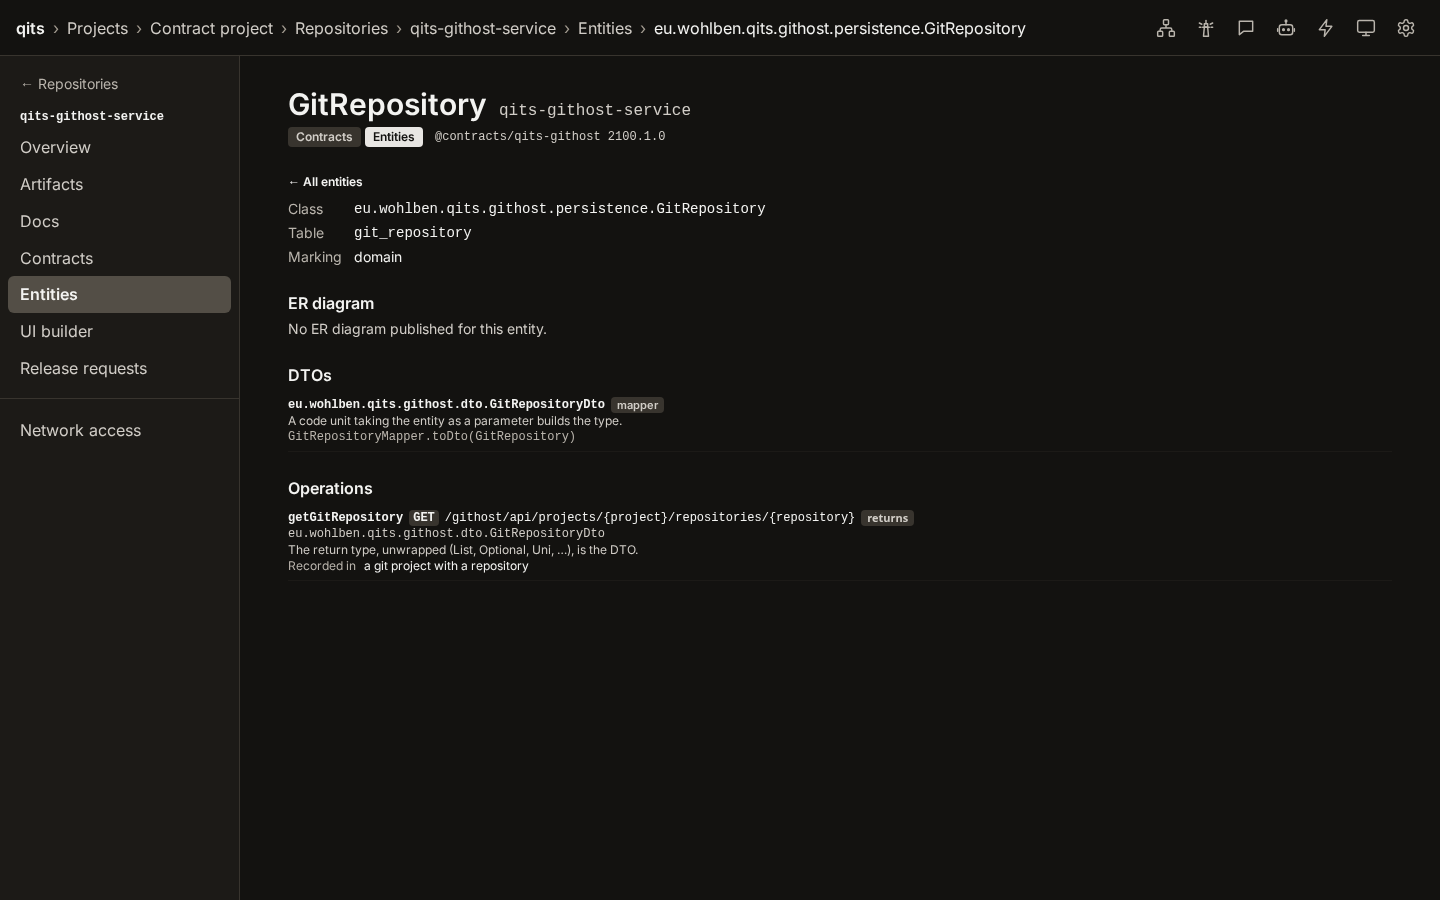 qits › Projects › Contract project › Repositories › qits-githost-service › Entities › eu.wohlben.qits.githost.persistence.GitRepository
← Repositories
qits-githost-service
Overview
Artifacts
Docs
Contracts
Entities
UI builder
Release requests
Network access
GitRepository qits-githost-service
Contracts Entities @contracts/qits-githost 2100.1.0
← All entities
Class eu.wohlben.qits.githost.persistence.GitRepository
Table git_repository
Marking domain
ER diagram
No ER diagram published for this entity.
DTOs
eu.wohlben.qits.githost.dto.GitRepositoryDto mapper
A code unit taking the entity as a parameter builds the type.
GitRepositoryMapper.toDto(GitRepository)
Operations
getGitRepository GET /githost/api/projects/{project}/repositories/{repository} returns
eu.wohlben.qits.githost.dto.GitRepositoryDto
The return type, unwrapped (List, Optional, Uni, …), is the DTO.
Recorded in a git project with a repository